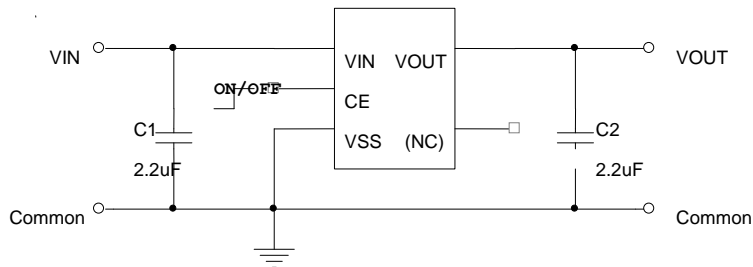 VIN
VIN VOUT
VOUT
ON/OFF
CE
C1
VSS (NC)
C2
2.2uF
2.2uF
Common
Common